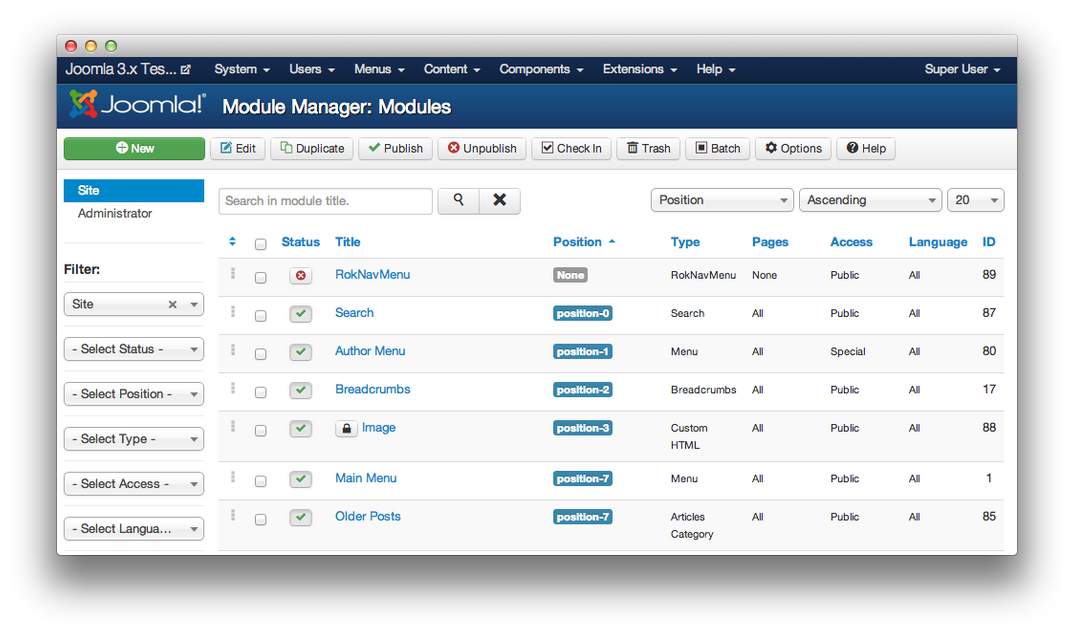 Joomla 3.x Tes... System Users Menus Content Components Extensions Help Super User
Joomla!® Module Manager: Modules
New Edit Duplicate Publish Unpublish Check In Trash Batch Options Help
Site
Administrator
Filter:
Site
- Select Status -
- Select Position -
- Select Type -
- Select Access -
- Select Langua...
Search in module title. Position Ascending 20
Status Title Position Type Pages Access Language ID
RokNavMenu None RokNavMenu None Public All 89
Search position-0 Search All Public All 87
Author Menu position-1 Menu All Special All 80
Breadcrumbs position-2 Breadcrumbs All Public All 17
Image position-3 Custom All Public All 88
HTML
Main Menu position-7 Menu All Public All 1
Older Posts position-7 Articles All Public All 85
Category